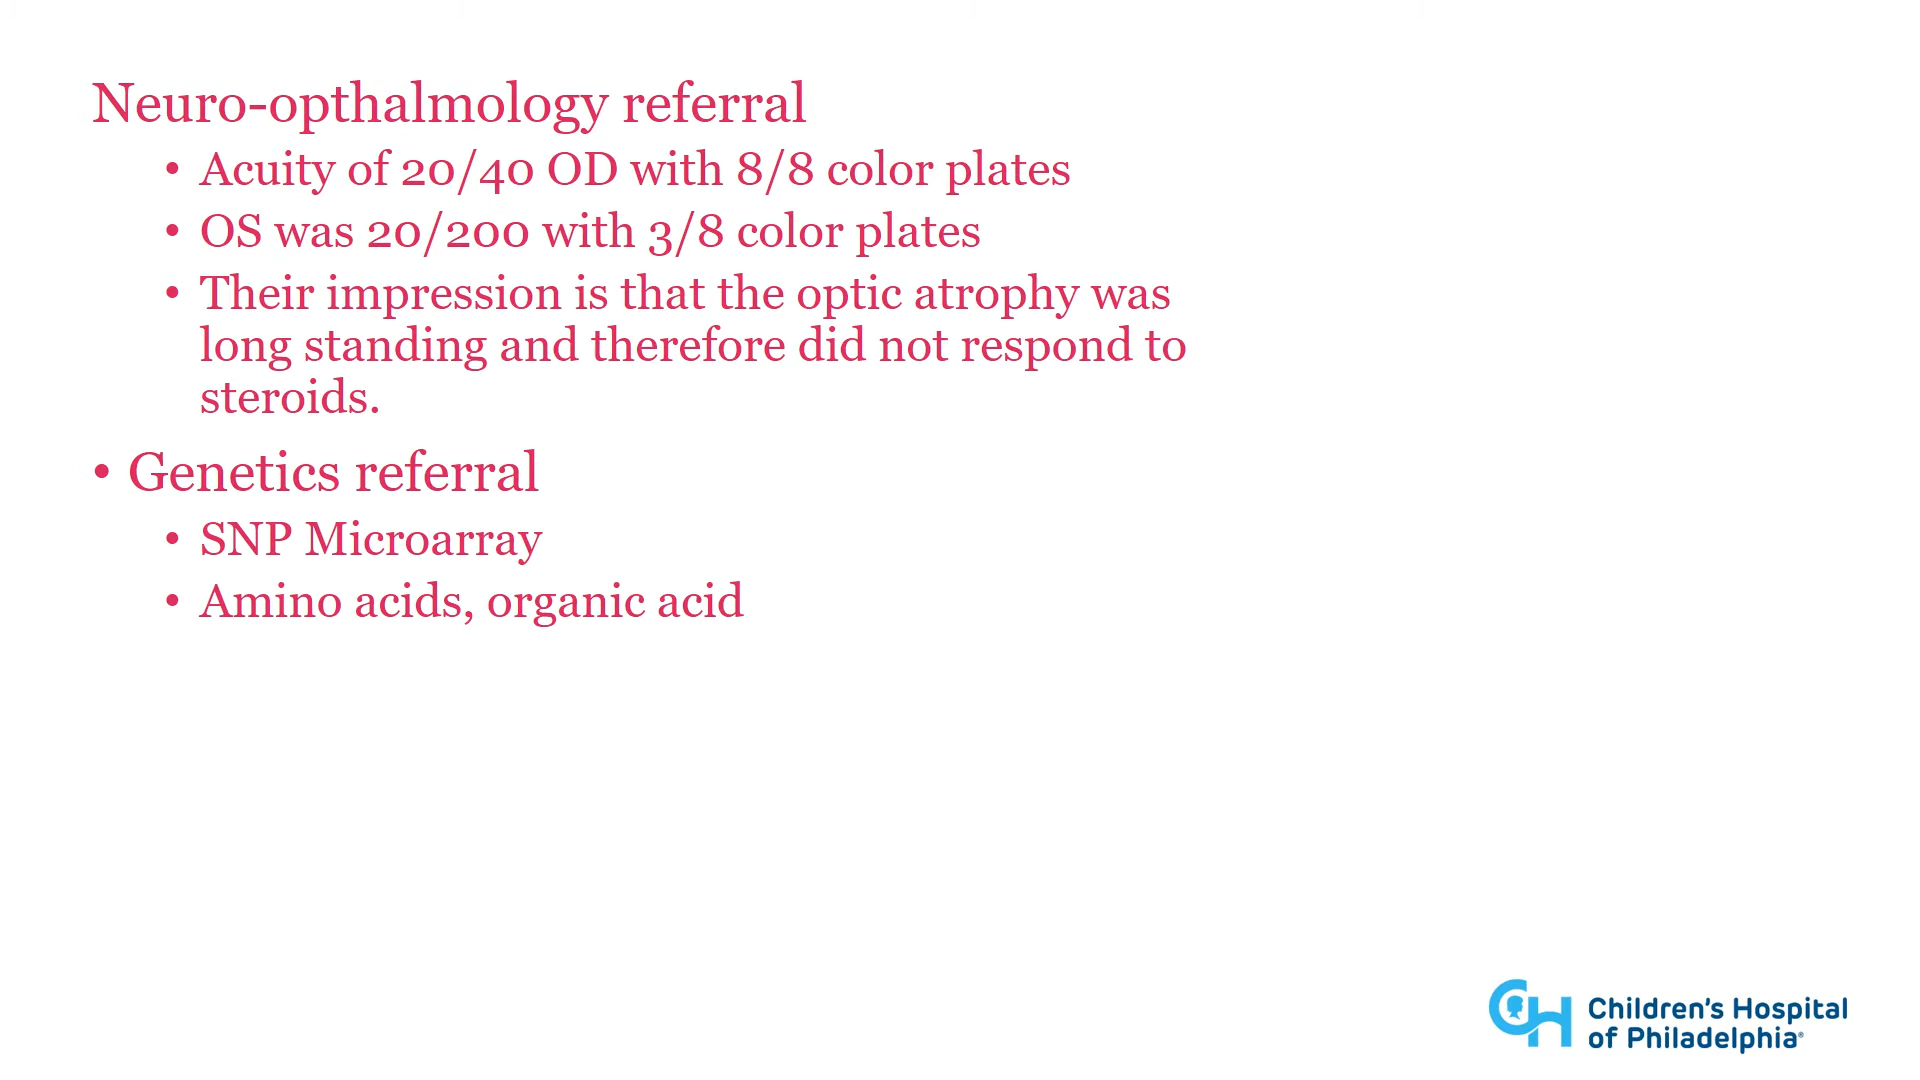 Neuro-opthalmology referral
• Acuity of 20/40 OD with 8/8 color plates
• OS was 20/200 with 3/8 color plates
• Their impression is that the optic atrophy was
long standing and therefore did not respond to
steroids.
• Genetics referral
• SNP Microarray
• Amino acids, organic acid
CH Children's Hospital
of Philadelphia®